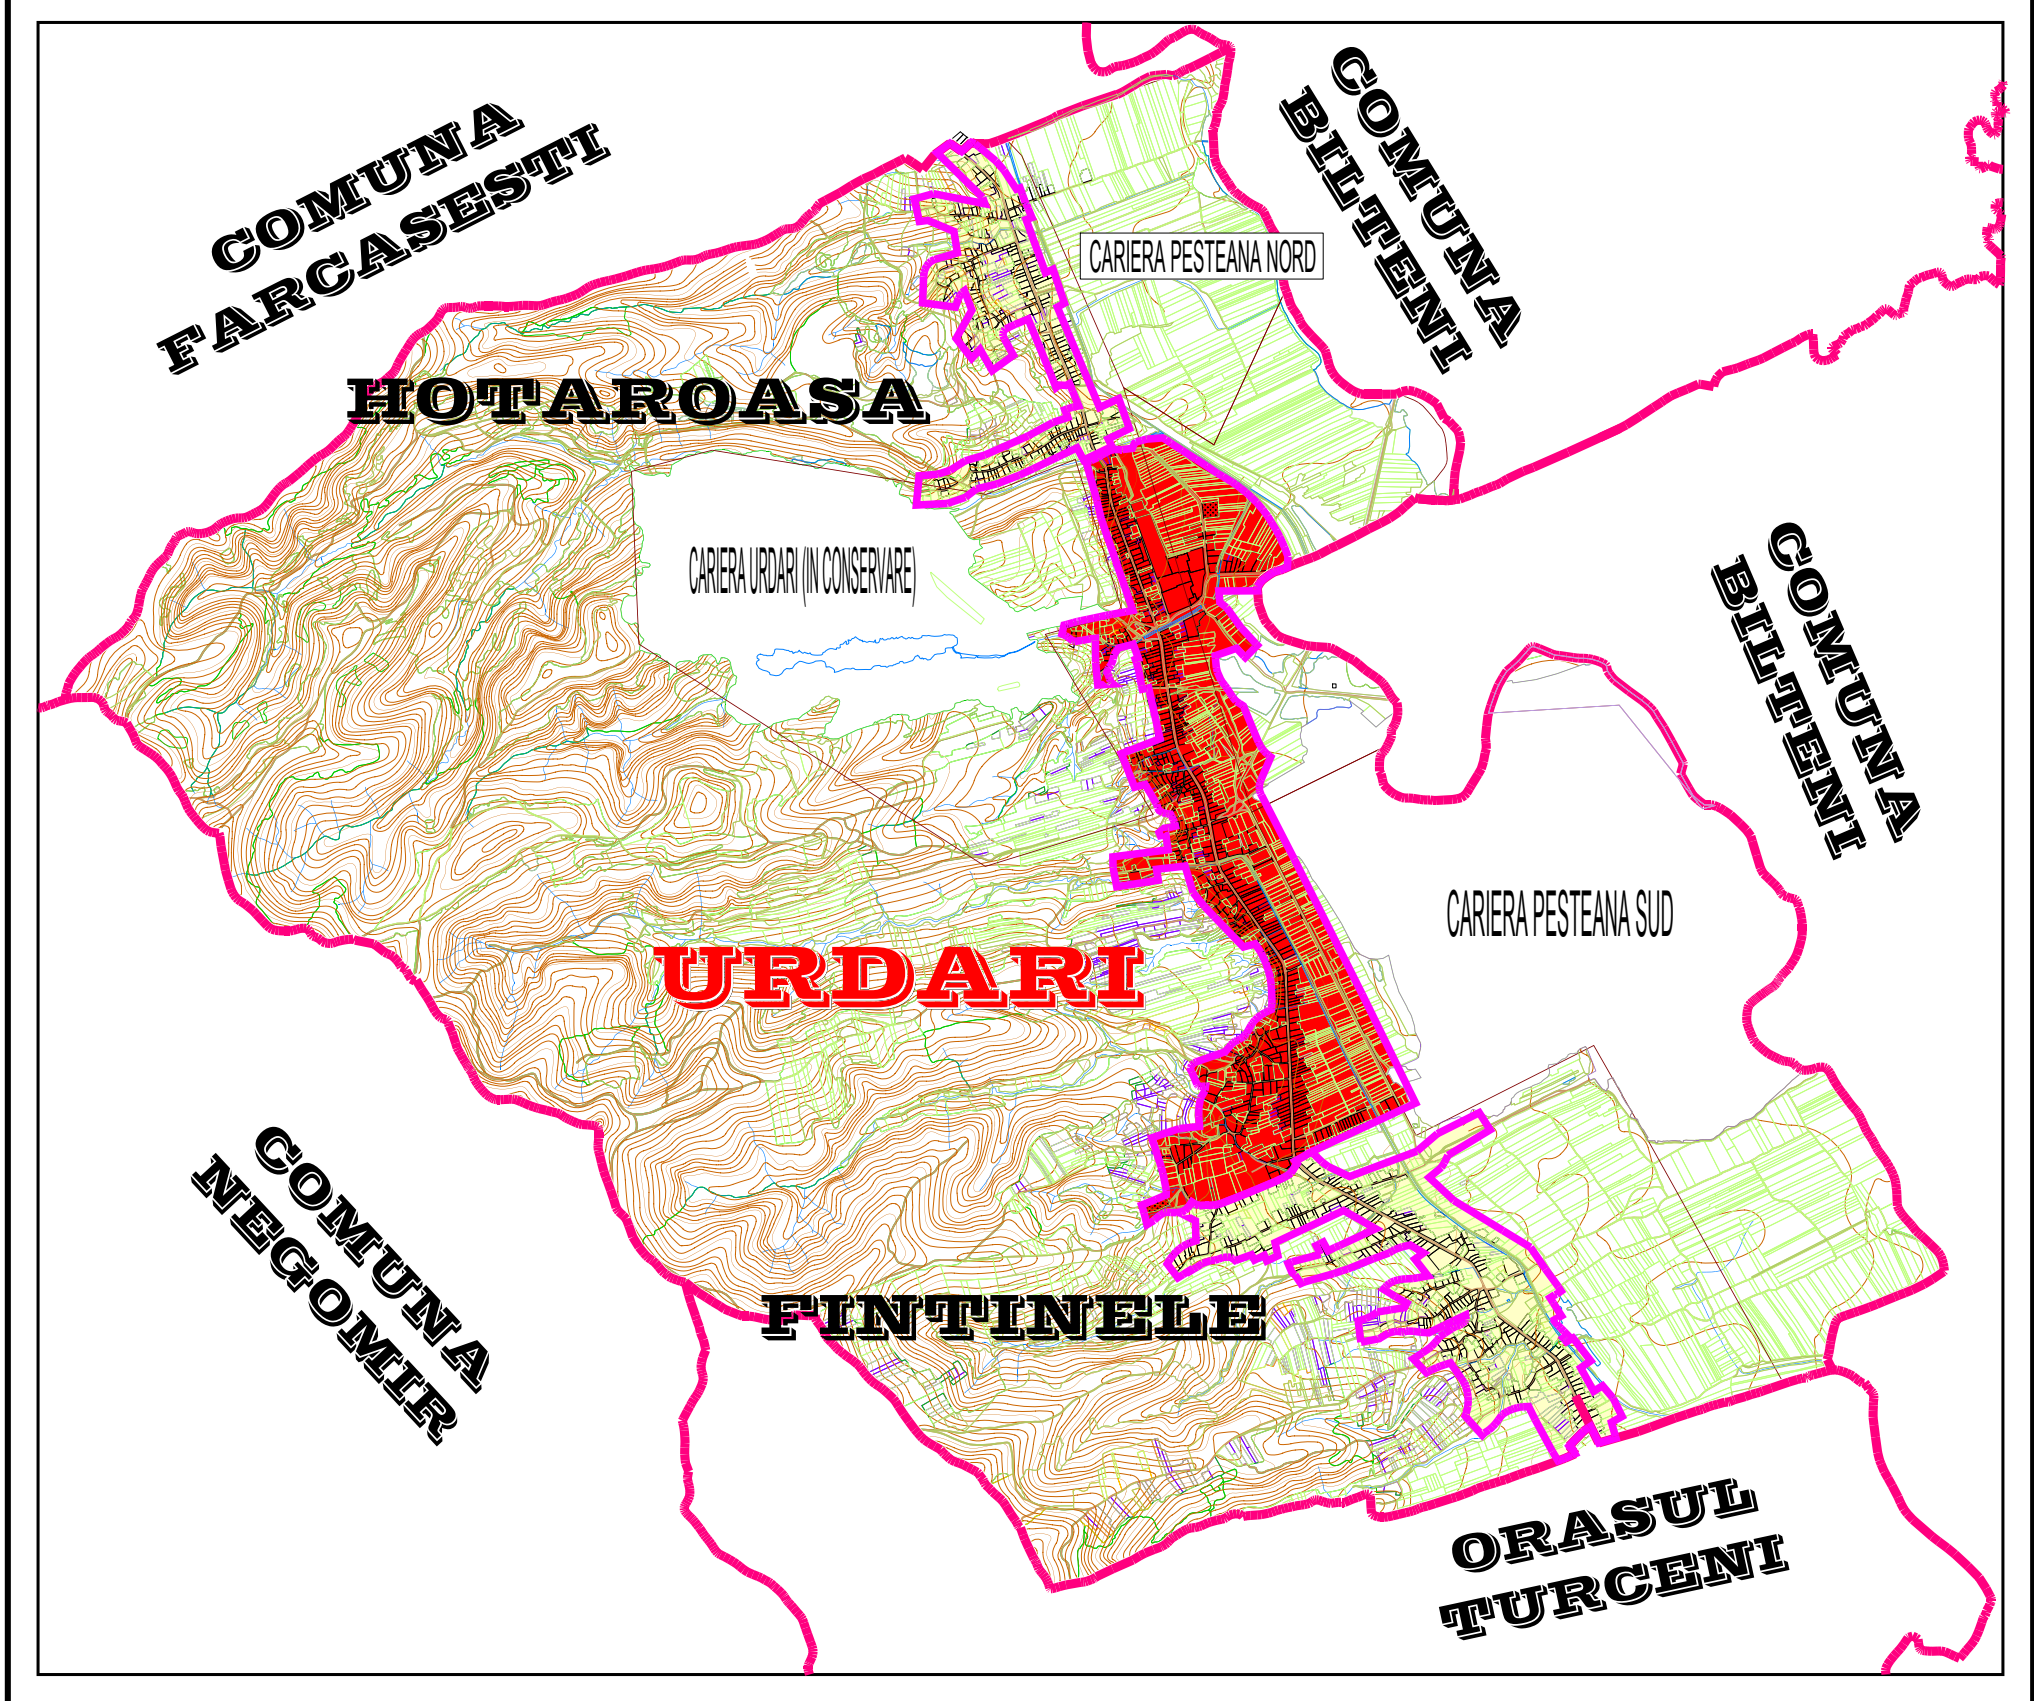 COMUNA
FARCASESTI
COMUNA
BILTENI
CARIERA PESTEANA NORD
HOTAROASA
CARIERA URDARI (IN CONSERVARE)
COMUNA
BILTENI
CARIERA PESTEANA SUD
URDARI
COMUNA
NEGOMIR
FINTINELE
ORASUL
TURCENI